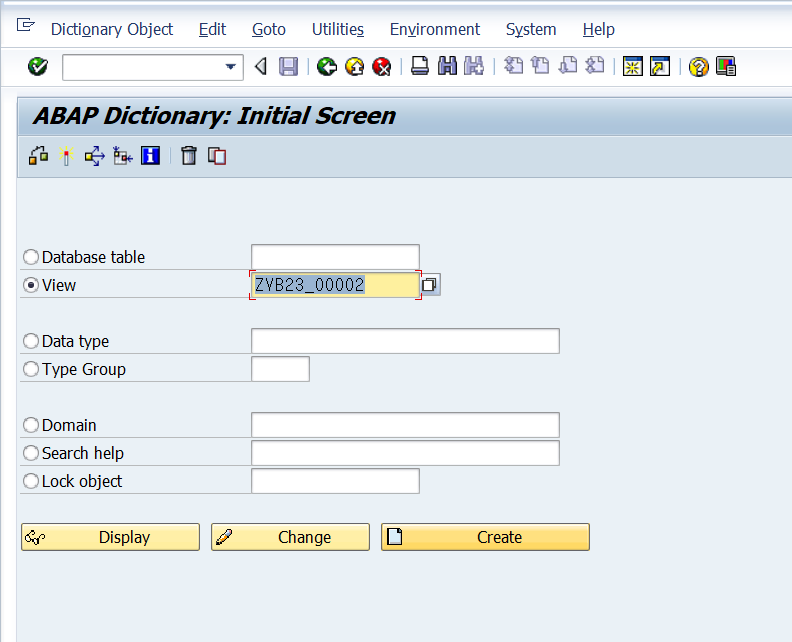 Dictionary Object Edit Goto Utilities Environment System Help
ABAP Dictionary: Initial Screen
Database table
View ZVB23_00002
Data type
Type Group
Domain
Search help
Lock object
Display Change Create